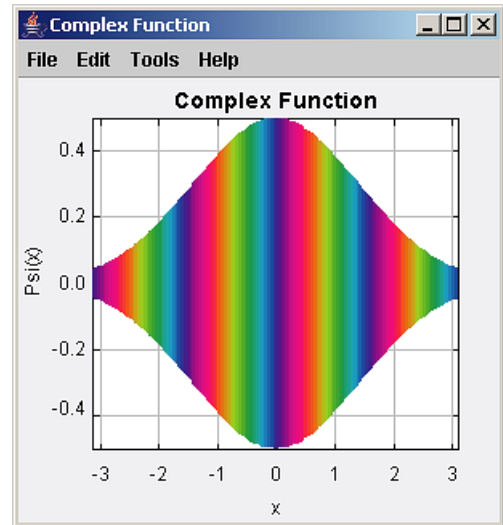 Complex Function
File Edit Tools Help
Complex Function
0.4
0.2
0.0
-0.2
-0.4
Psi(x)
-3 -2 -1 0 1 2 3
x